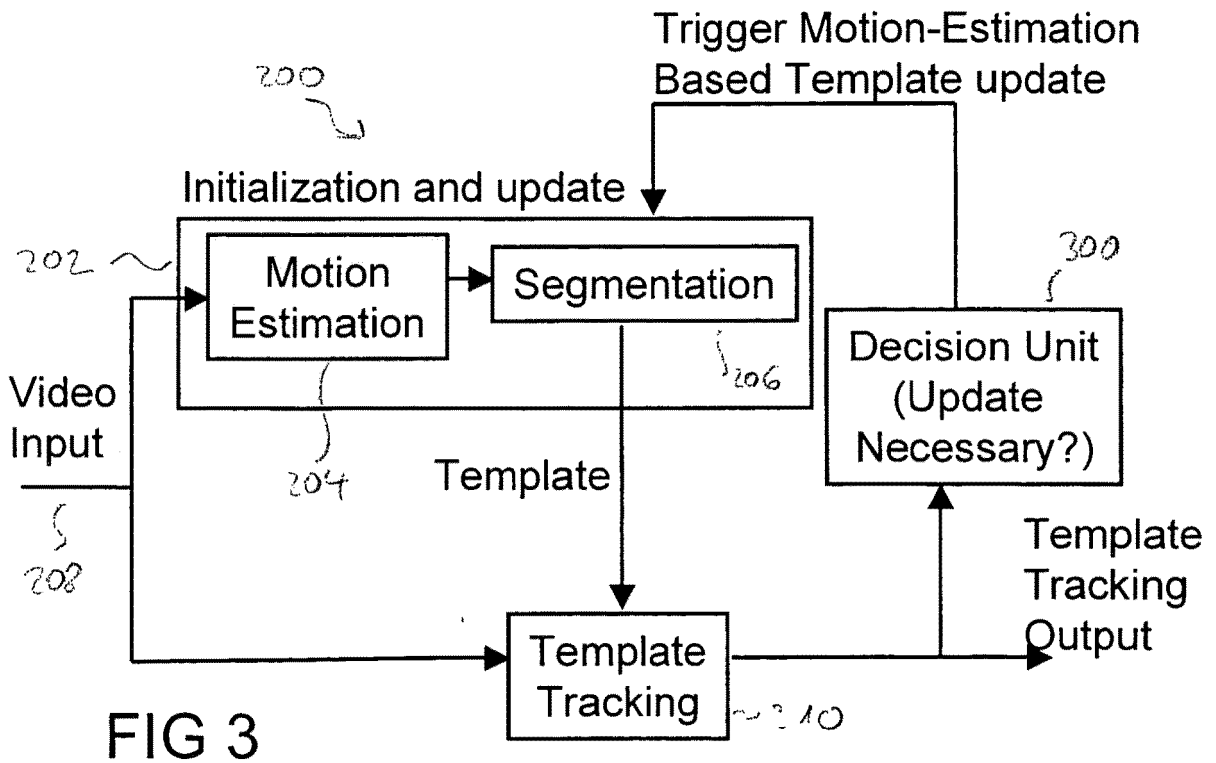 Trigger Motion-Estimation
Based Template update
200
Initialization and update
202
Motion
Estimation
Segmentation
300
Decision Unit
(Update
Necessary?)
206
Video
Input
204
Template
208
Template
Tracking
Output
Template
Tracking
210
FIG 3